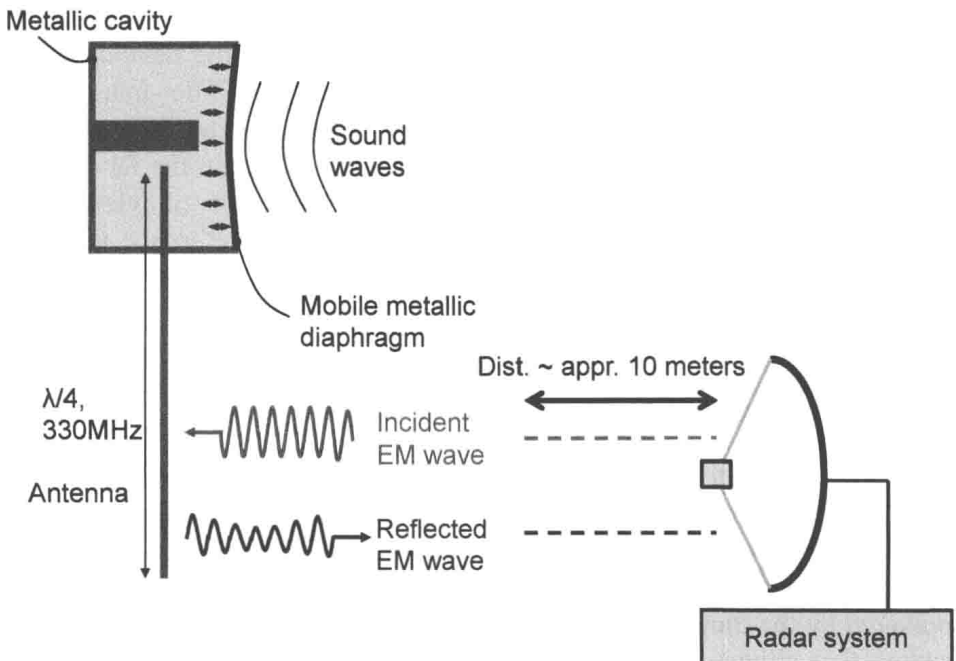 Metallic cavity
Sound
waves
Mobile metallic
diaphragm
Dist. ~ appr. 10 meters
λ/4,
330MHz
Incident
EM wave
Antenna
Reflected
EM wave
Radar system